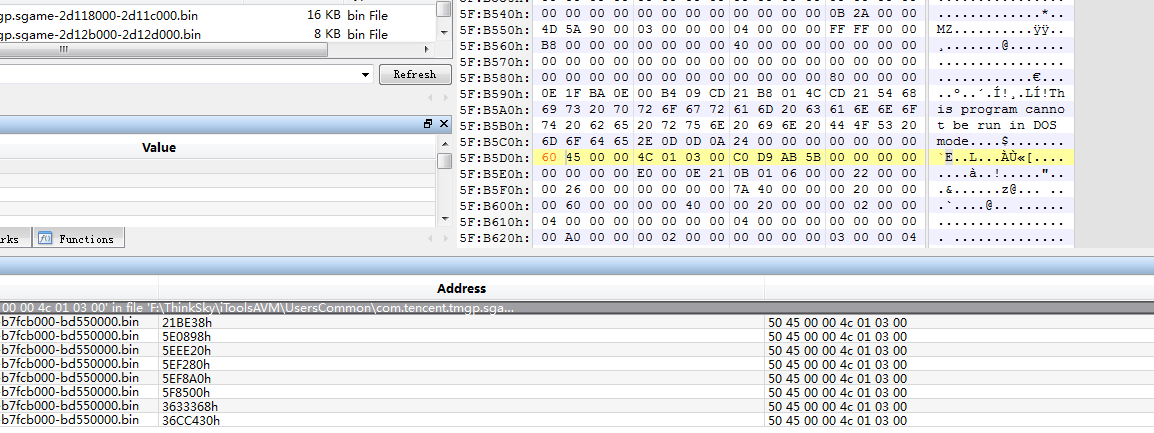 gp.sgame-2d118000-2d11c000.bin 16 KB bin File
gp.sgame-2d12b000-2d12d000.bin 8 KB bin File
Refresh
Value
rks Functions
5F:B540h: 00 00 00 00 00 00 00 00 00 00 00 00 0B 2A 00 00 .............*..
5F:B550h: 4D 5A 90 00 03 00 00 00 04 00 00 00 FF FF 00 00 MZ..........ÿÿ..
5F:B560h: B8 00 00 00 00 00 00 00 40 00 00 00 00 00 00 00 ¸.......@.......
5F:B570h: 00 00 00 00 00 00 00 00 00 00 00 00 00 00 00 00 ................
5F:B580h: 00 00 00 00 00 00 00 00 00 00 00 00 80 00 00 00 ............€...
5F:B590h: 0E 1F BA 0E 00 B4 09 CD 21 B8 01 4C CD 21 54 68 ..º..´.Í!¸.LÍ!Th
5F:B5A0h: 69 73 20 70 72 6F 67 72 61 6D 20 63 61 6E 6E 6F is program canno
5F:B5B0h: 74 20 62 65 20 72 75 6E 20 69 6E 20 44 4F 53 20 t be run in DOS
5F:B5C0h: 6D 6F 64 65 2E 0D 0D 0A 24 00 00 00 00 00 00 00 mode....$.......
5F:B5D0h: 60 45 00 00 4C 01 03 00 C0 D9 AB 5B 00 00 00 00 `E..L...ÀÙ«[....
5F:B5E0h: 00 00 00 00 E0 00 0E 21 0B 01 06 00 00 22 00 00 ....à..!....."..
5F:B5F0h: 00 26 00 00 00 00 00 00 7A 40 00 00 00 20 00 00 .&......z@... ..
5F:B600h: 00 60 00 00 00 00 40 00 00 20 00 00 00 02 00 00 .`....@.. ......
5F:B610h: 04 00 00 00 00 00 00 00 04 00 00 00 00 00 00 00 ................
5F:B620h: 00 A0 00 00 00 02 00 00 00 00 00 00 03 00 00 04 . ..............
Address
00 00 4c 01 03 00' in file 'F:\ThinkSky\iToolsAVM\UsersCommon\com.tencent.tmgp.sga...
-b7fcb000-bd550000.bin 21BE38h 50 45 00 00 4c 01 03 00
-b7fcb000-bd550000.bin 5E0898h 50 45 00 00 4c 01 03 00
-b7fcb000-bd550000.bin 5EEE20h 50 45 00 00 4c 01 03 00
-b7fcb000-bd550000.bin 5EF280h 50 45 00 00 4c 01 03 00
-b7fcb000-bd550000.bin 5EF8A0h 50 45 00 00 4c 01 03 00
-b7fcb000-bd550000.bin 5F8500h 50 45 00 00 4c 01 03 00
-b7fcb000-bd550000.bin 3633368h 50 45 00 00 4c 01 03 00
-b7fcb000-bd550000.bin 36CC430h 50 45 00 00 4c 01 03 00